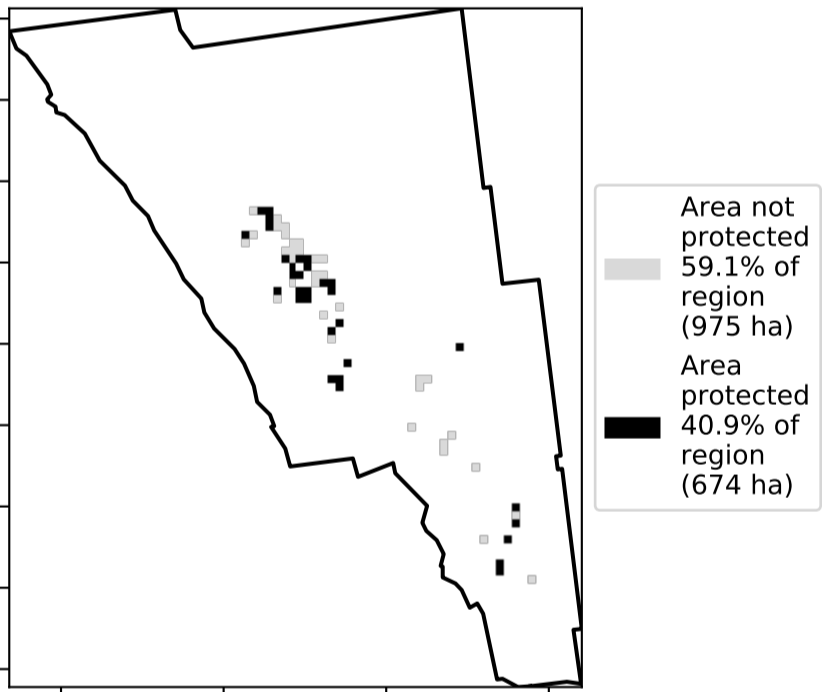 Area not
protected
59.1% of
region
(975 ha)
Area
protected
40.9% of
region
(674 ha)